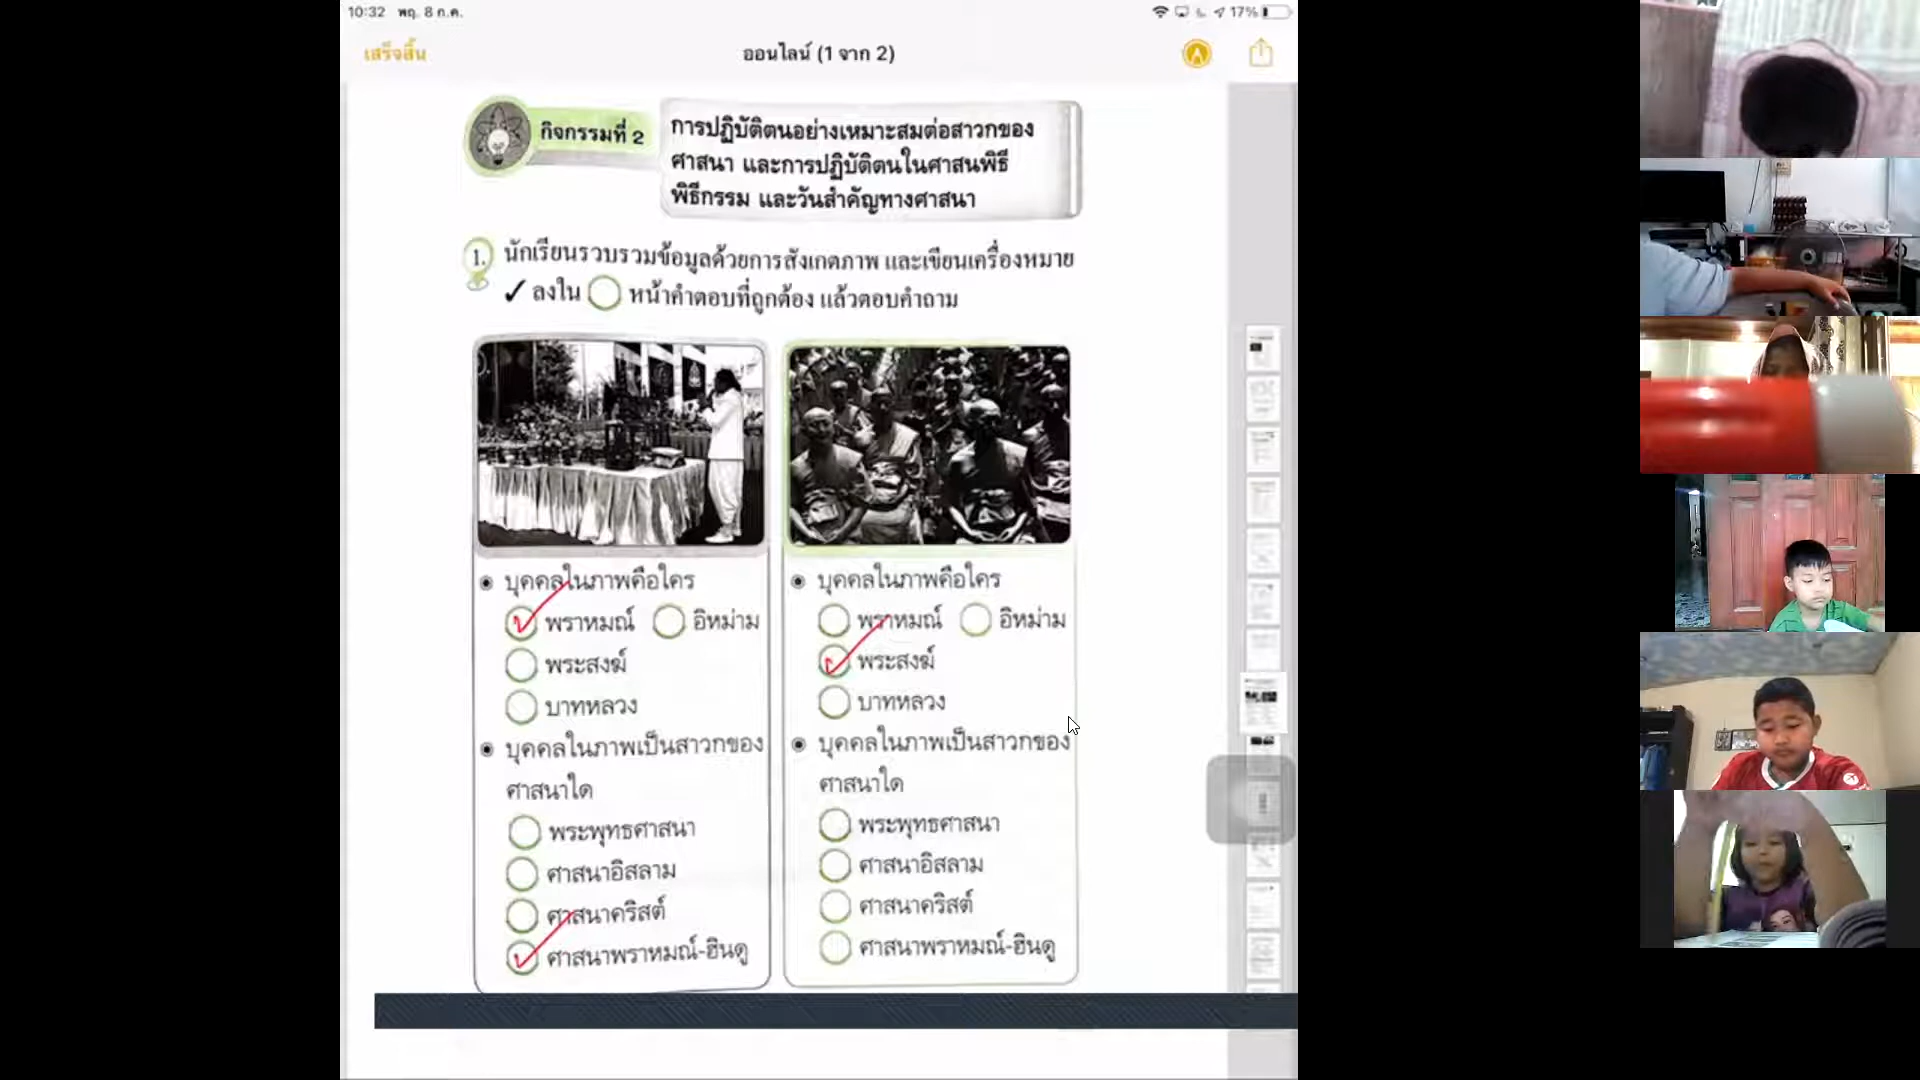 10:32 พฤ. 8 ก.ค.
17%
เสร็จสิ้น
ออนไลน์ (1 จาก 2)
กิจกรรมที่ 2
การปฏิบัติตนอย่างเหมาะสมต่อสาวกของ
ศาสนา และการปฏิบัติตนในศาสนพิธี
พิธีกรรม และวันสำคัญทางศาสนา
1. นักเรียนรวบรวมข้อมูลด้วยการสังเกตภาพ และเขียนเครื่องหมาย
✓ ลงใน ◯ หน้าคำตอบที่ถูกต้อง แล้วตอบคำถาม
บุคคลในภาพคือใคร
พราหมณ์ อิหม่าม
พระสงฆ์
บาทหลวง
บุคคลในภาพเป็นสาวกของ
ศาสนาใด
พระพุทธศาสนา
ศาสนาอิสลาม
ศาสนาคริสต์
ศาสนาพราหมณ์-ฮินดู
บุคคลในภาพคือใคร
พราหมณ์ อิหม่าม
พระสงฆ์
บาทหลวง
บุคคลในภาพเป็นสาวกของ
ศาสนาใด
พระพุทธศาสนา
ศาสนาอิสลาม
ศาสนาคริสต์
ศาสนาพราหมณ์-ฮินดู